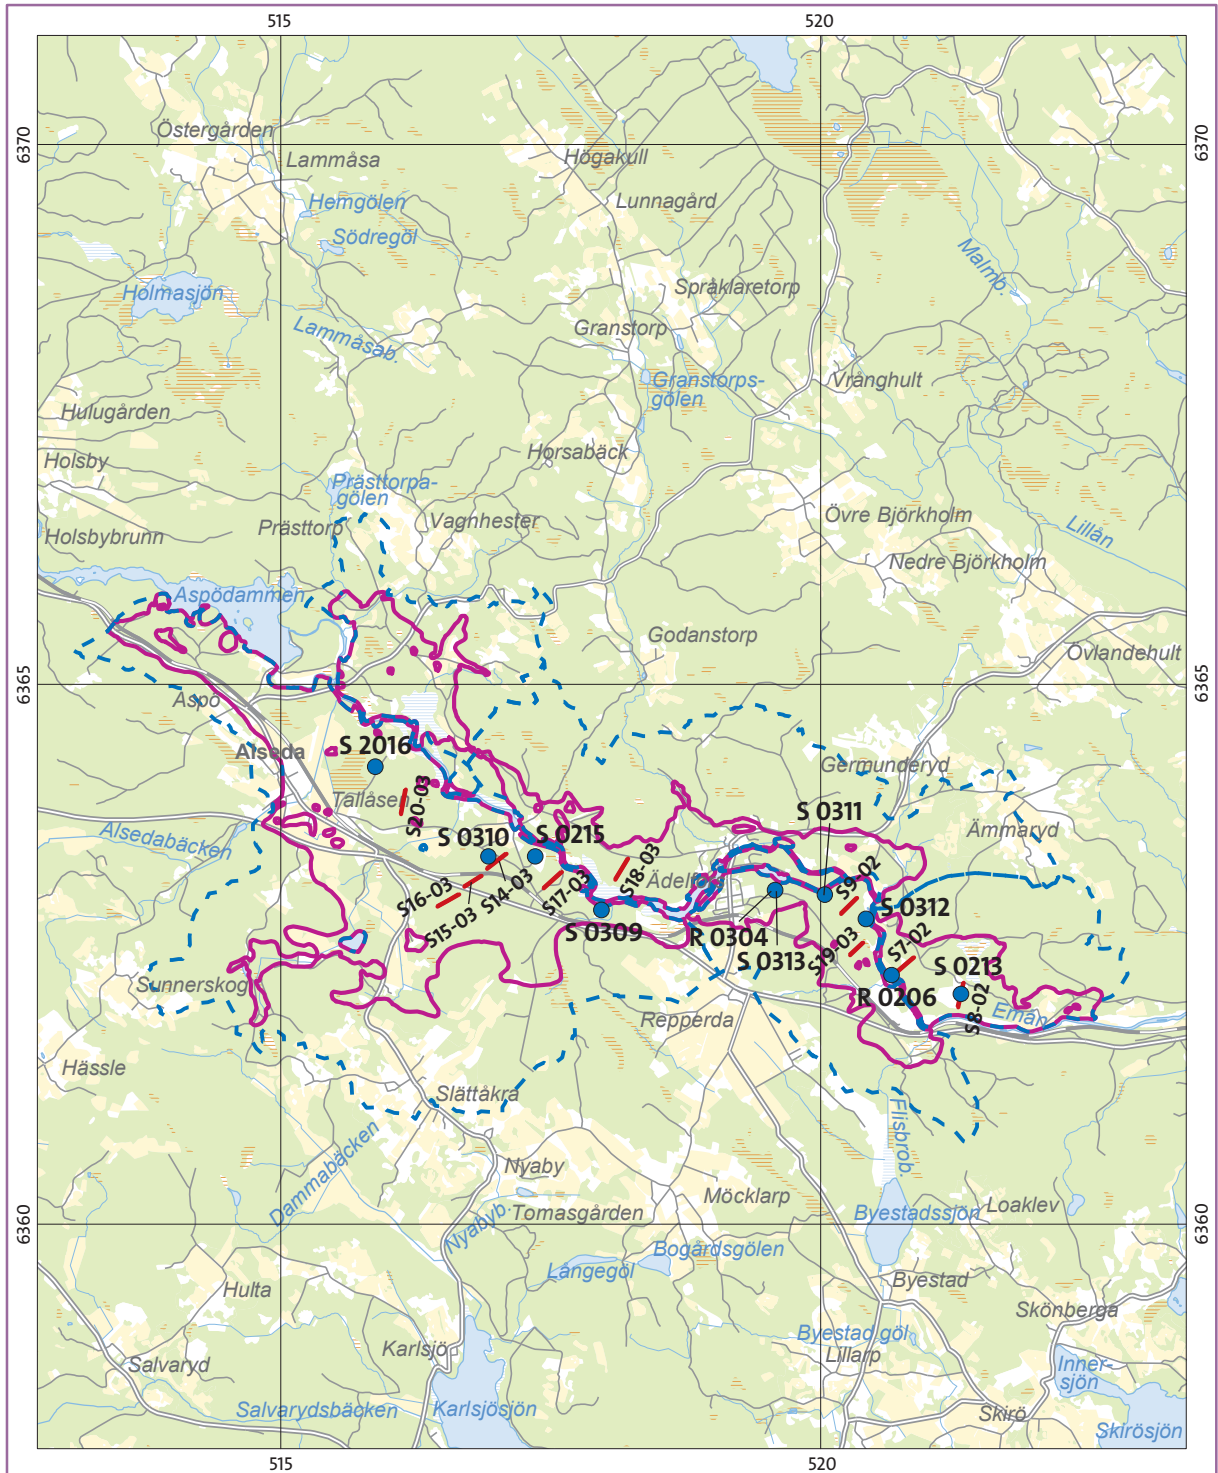 515
520
6370
6370
Östergården
Lammåsa
Högakull
Hemgölen
Lunnagård
Södregöl
Malmb.
Holmasjön
Språklaretorp
Lammåsab.
Granstorp
Granstorps-
gölen
Vrånghult
Hulugården
Horsabäck
Holsby
Prästtorpa-
gölen
Prästtorp
Vagnhester
Övre Björkholm
Lillån
Holsbybrunn
Nedre Björkholm
Aspödammen
Godanstorp
Övlandehult
6365
6365
Aspö
Alseda
S 2016
Germunderyd
Tallåsen
S20-03
S 0311
Alsedabäcken
S 0310
S 0215
Ämmaryd
S18-03
Ädelfors
S9-02
S16-03
S14-03
S17-03
S15-03
S 0309
R 0304
S 0313
S 0312
S19-03
S7-02
S 0213
Sunnerskog
R 0206
S8-02
Emån
Repperda
Hässle
Slättåkra
Flisbrob.
Dammabäcken
Nyaby
Möcklarp
Loaklev
Nyabyb.
Tomasgården
Byestadssjön
6360
6360
Bogårdsgölen
Långegöl
Byestad
Hulta
Skönberga
Karlsjö
Byestad göl
Lillarp
Salvaryd
Inner-
sjön
Salvarydsbäcken
Karlsjösjön
Skirö
Skirösjön
515
520